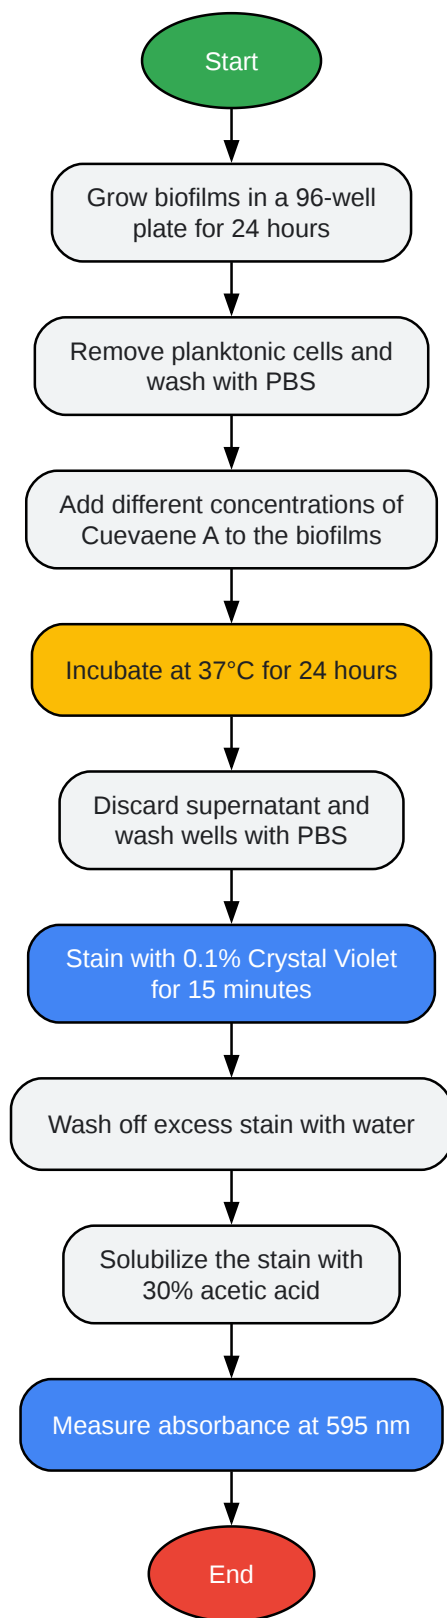 Start
Grow biofilms in a 96-well
plate for 24 hours
Remove planktonic cells and
wash with PBS
Add different concentrations of
Cuevaene A to the biofilms
Incubate at 37°C for 24 hours
Discard supernatant and
wash wells with PBS
Stain with 0.1% Crystal Violet
for 15 minutes
Wash off excess stain with water
Solubilize the stain with
30% acetic acid
Measure absorbance at 595 nm
End